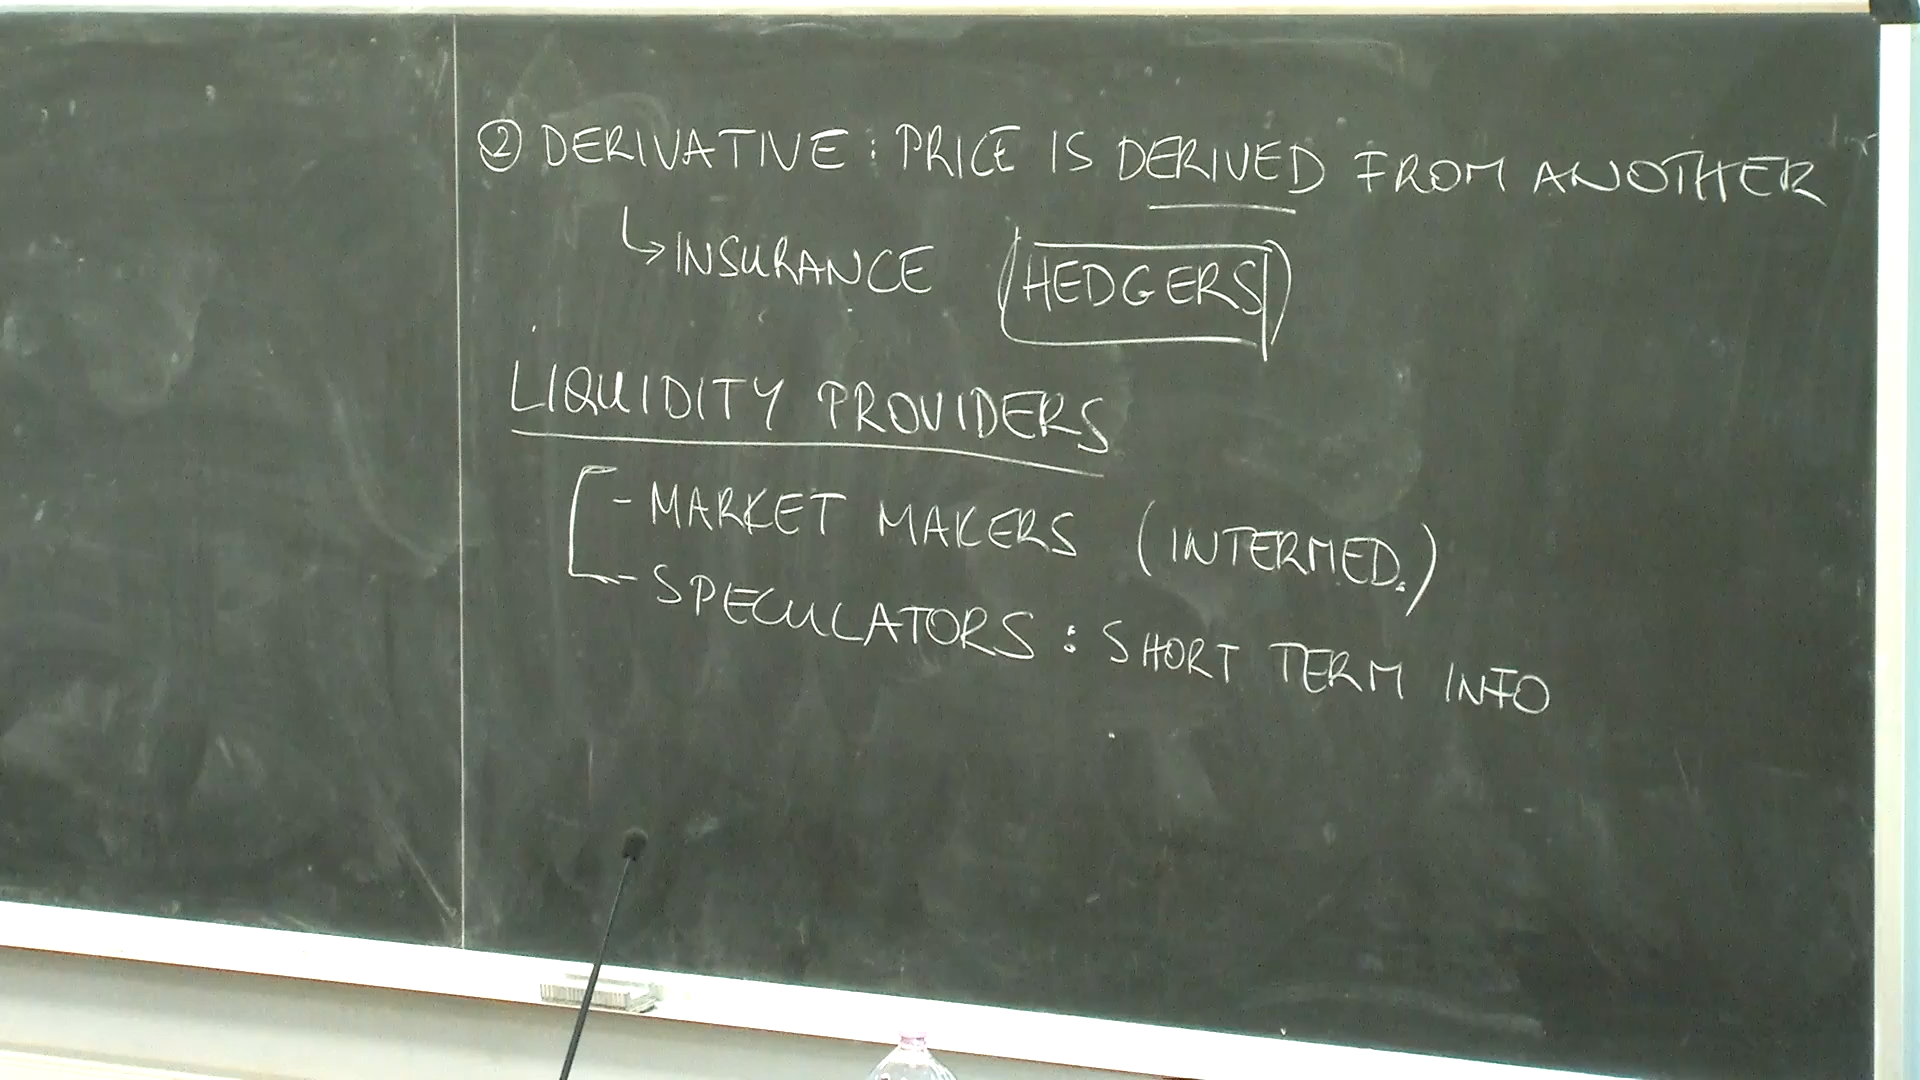 ② DERIVATIVE : PRICE IS DERIVED FROM ANOTHER
↳ INSURANCE (HEDGERS)
LIQUIDITY PROVIDERS
- MARKET MAKERS (INTERMED.)
- SPECULATORS : SHORT TERM INFO